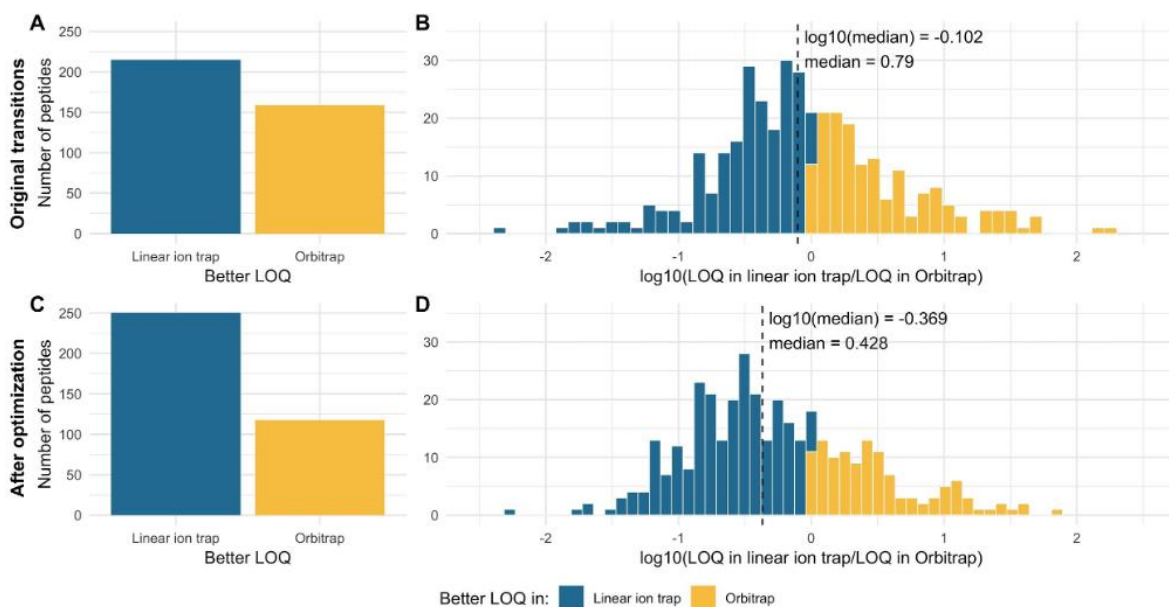 A
Original transitions
Number of peptides
250
200
150
100
50
0
Linear ion trap
Orbitrap
Better LOQ
B
log10(median) = -0.102
median = 0.79
30
20
10
0
-2
-1
0
1
2
log10(LOQ in linear ion trap/LOQ in Orbitrap)
C
After optimization
Number of peptides
250
200
150
100
50
0
Linear ion trap
Orbitrap
Better LOQ
D
log10(median) = -0.369
median = 0.428
30
20
10
0
-2
-1
0
1
2
log10(LOQ in linear ion trap/LOQ in Orbitrap)
Better LOQ in: Linear ion trap Orbitrap